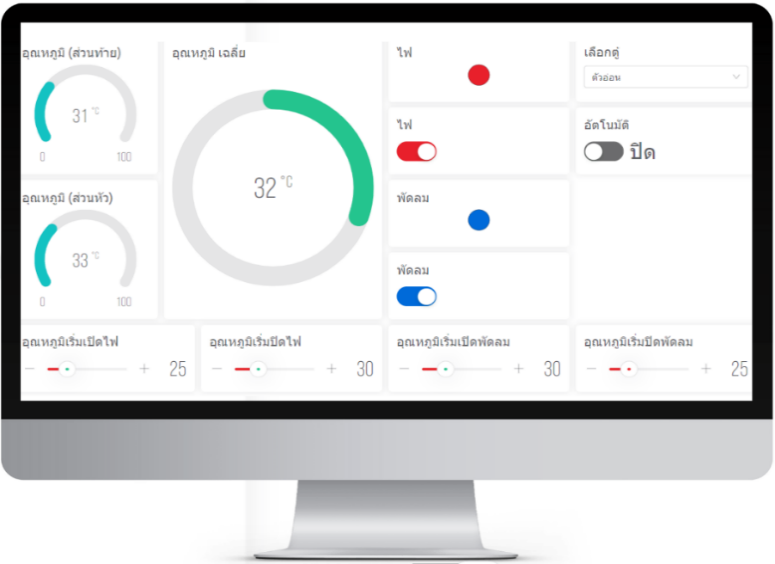 อุณหภูมิ (ส่วนท้าย)
31 °C
0 100
อุณหภูมิ (ส่วนหัว)
33 °C
0 100
อุณหภูมิ เฉลี่ย
32 °C
ไฟ
ไฟ
พัดลม
พัดลม
เลือกตู่
ตัวอ่อน
อัตโนมัติ
ปิด
อุณหภูมิเริ่มเปิดไฟ
− + 25
อุณหภูมิเริ่มปิดไฟ
− + 30
อุณหภูมิเริ่มเปิดพัดลม
− + 30
อุณหภูมิเริ่มปิดพัดลม
− + 25